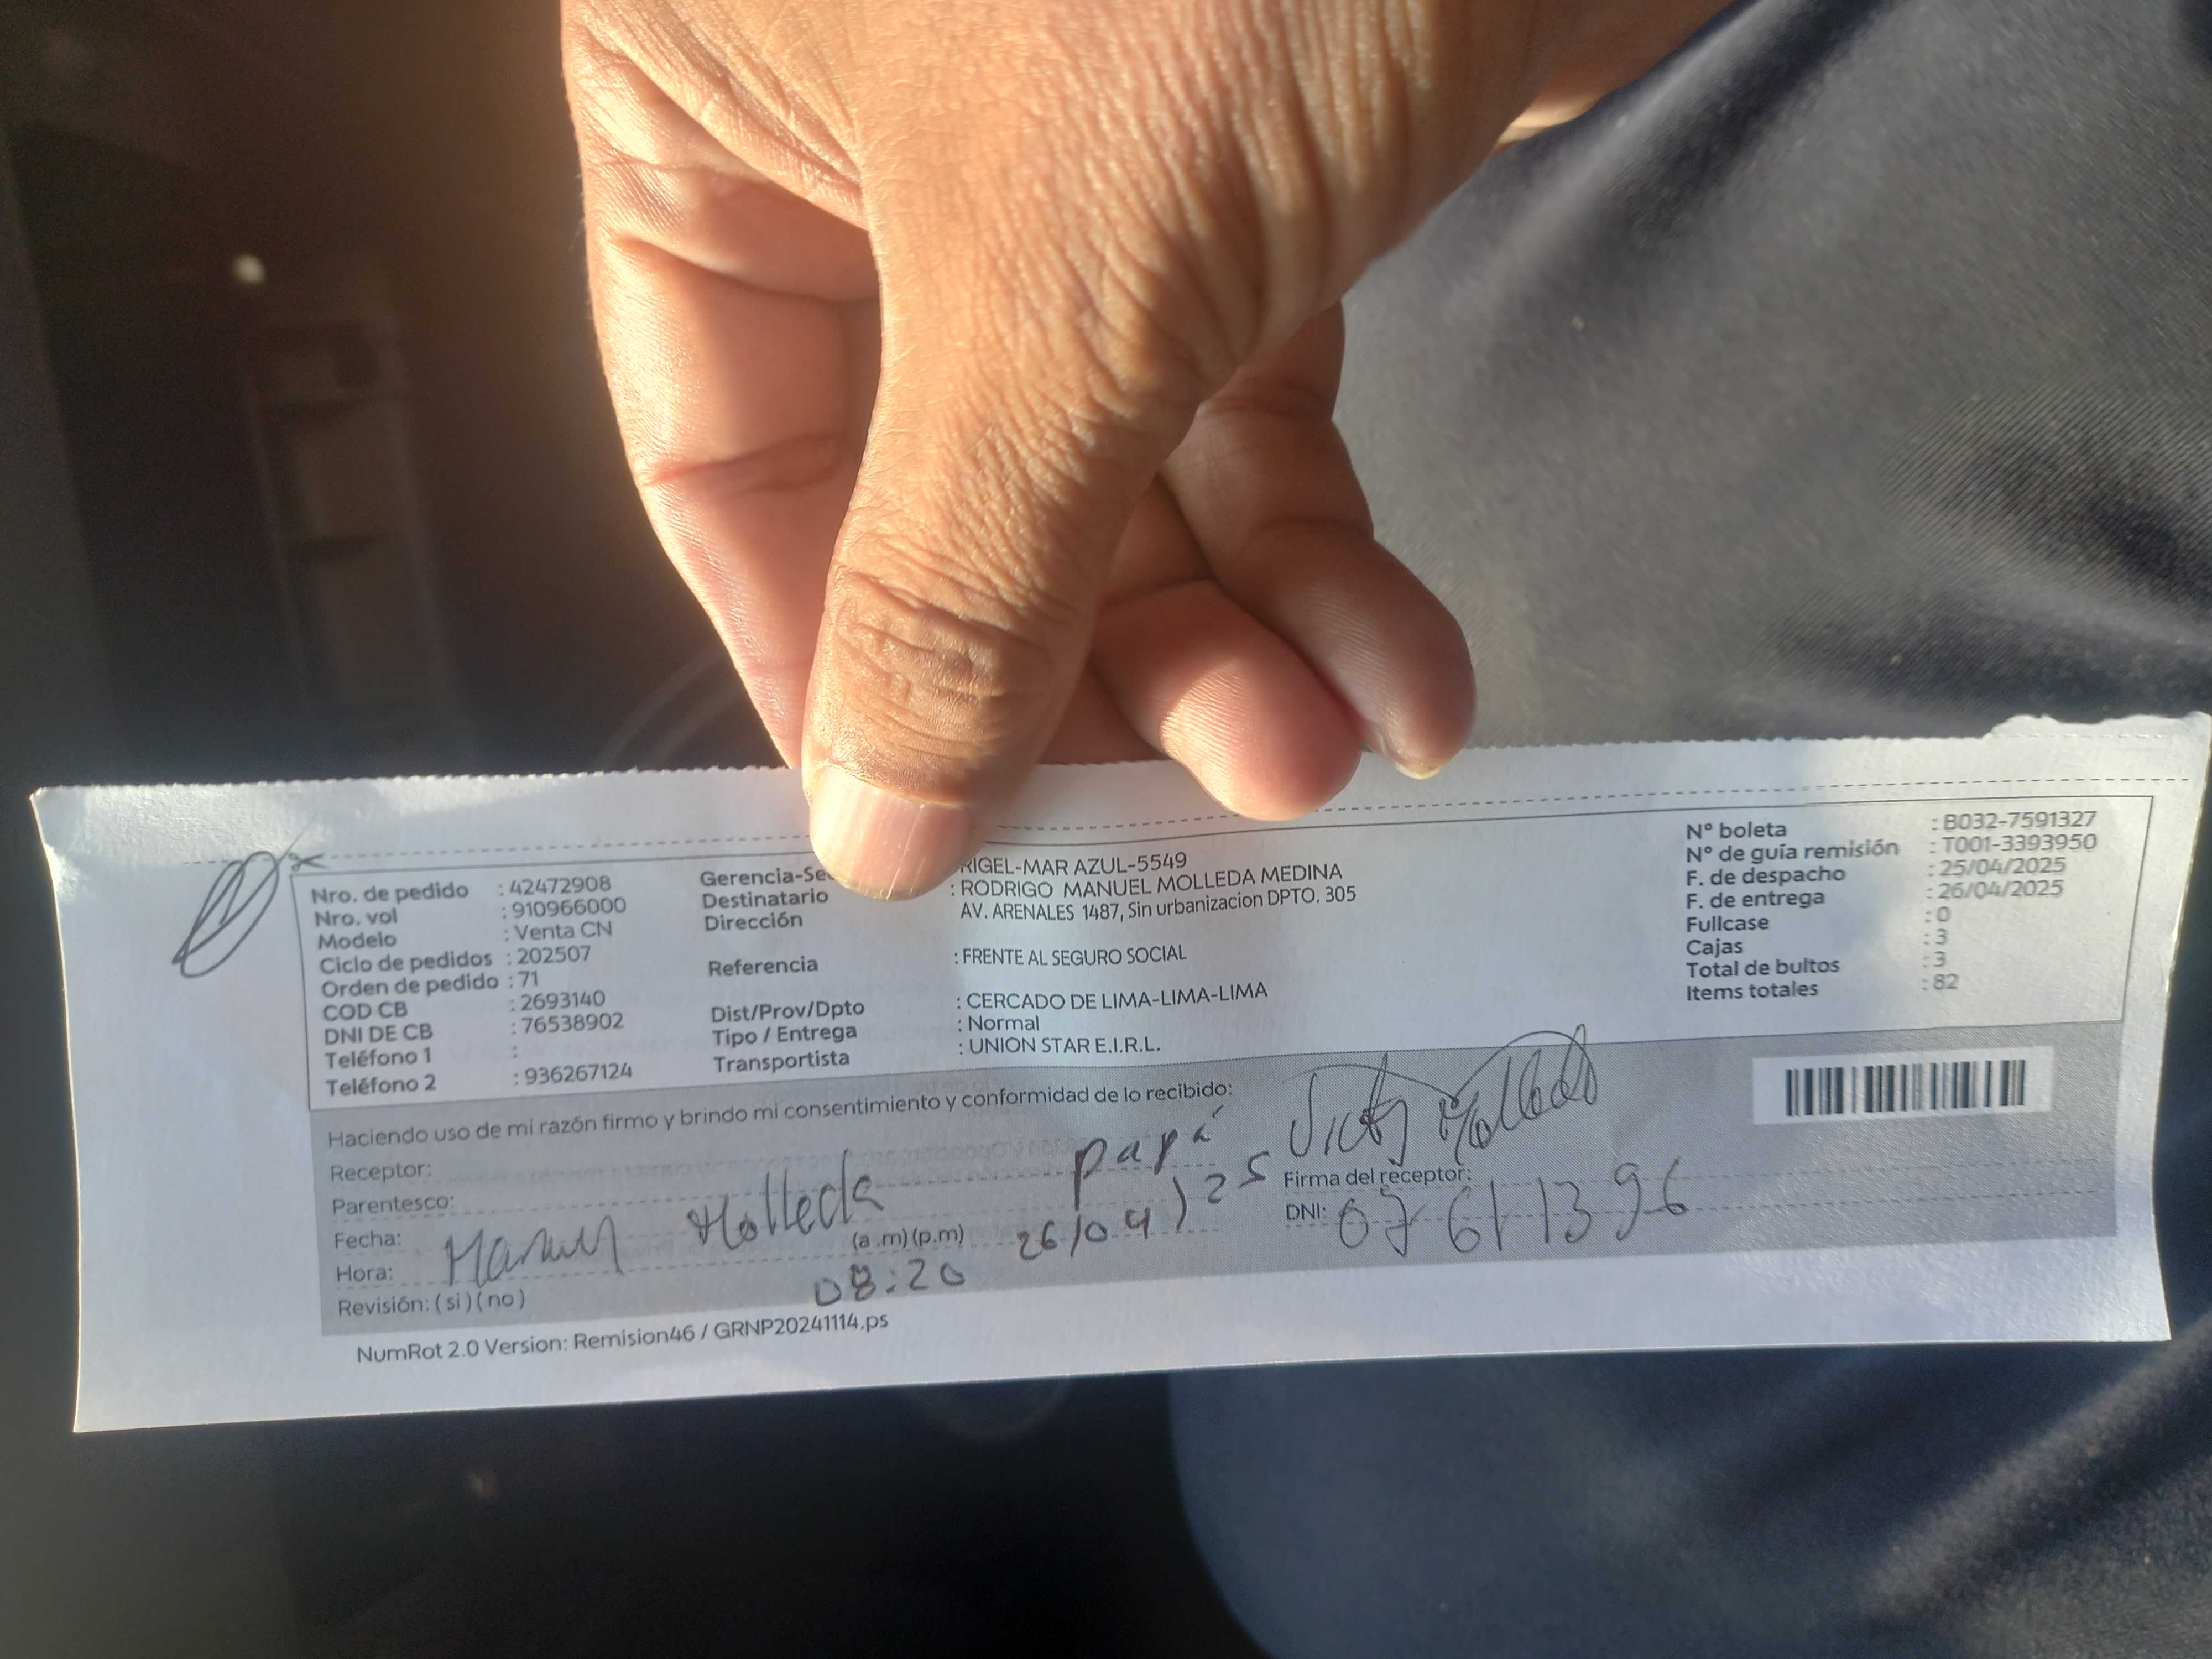 Nro. de pedido : 42472908
Nro. vol : 910966000
Modelo : Venta CN
Ciclo de pedidos : 202507
Orden de pedido : 71
COD CB : 2693140
DNI DE CB : 76538902
Teléfono 1 :
Teléfono 2 : 936267124
Gerencia-Se RIGEL-MAR AZUL-5549
Destinatario : RODRIGO MANUEL MOLLEDA MEDINA
Dirección AV. ARENALES 1487, Sin urbanizacion DPTO. 305
Referencia : FRENTE AL SEGURO SOCIAL
Dist/Prov/Dpto : CERCADO DE LIMA-LIMA-LIMA
Tipo / Entrega : Normal
Transportista : UNION STAR E.I.R.L.
N° boleta : B032-7591327
N° de guía remisión : T001-3393950
F. de despacho : 25/04/2025
F. de entrega : 26/04/2025
Fullcase : 0
Cajas : 3
Total de bultos : 3
Items totales : 82
Haciendo uso de mi razón firmo y brindo mi consentimiento y conformidad de lo recibido:
Receptor:
Parentesco: papá
Fecha: Manuel Molleda 26/04/25
Hora: (a.m) (p.m) 08:20
Revisión: ( si ) ( no )
Firma del receptor: Molleda
DNI: 07611396
NumRot 2.0 Version: Remision46 / GRNP20241114.ps